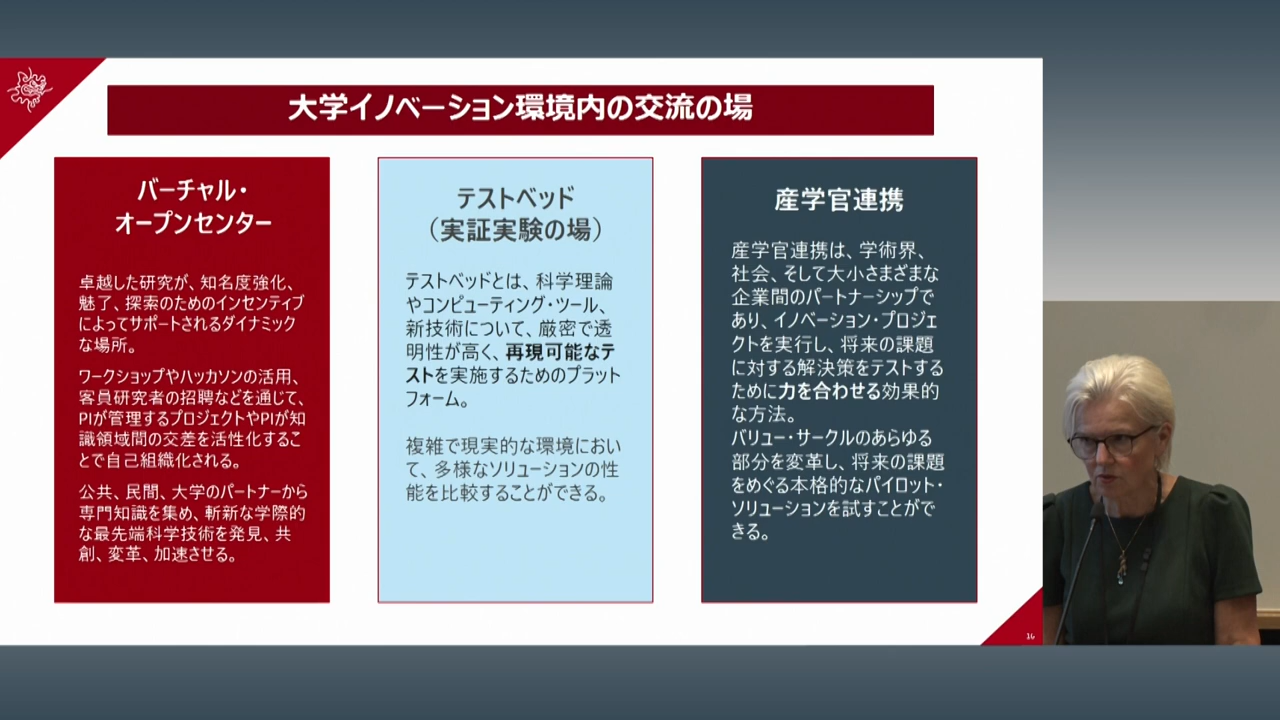 大学イノベーション環境内の交流の場
バーチャル・
オープンセンター
卓越した研究が、知名度強化、
魅了、探索のためのインセンティブ
によってサポートされるダイナミック
な場所。
ワークショップやハッカソンの活用、
客員研究者の招聘などを通じて、
PIが管理するプロジェクトやPIが知
識領域間の交差を活性化するこ
とで自己組織化される。
公共、民間、大学のパートナーから
専門知識を集め、斬新な学際的
な最先端科学技術を発見、共
創、変革、加速させる。
テストベッド
（実証実験の場）
テストベッドとは、科学理論
やコンピューティング・ツール、
新技術について、厳密で透
明性が高く、再現可能なテ
ストを実施するためのプラット
フォーム。
複雑で現実的な環境におい
て、多様なソリューションの性
能を比較することができる。
産学官連携
産学官連携は、学術界、
社会、そして大小さまざまな
企業間のパートナーシップで
あり、イノベーション・プロジェ
クトを実行し、将来の課題
に対する解決策をテストする
ために力を合わせる効果的
な方法。
バリュー・サークルのあらゆる
部分を変革し、将来の課題
をめぐる本格的なパイロット・
ソリューションを試すことがで
きる。
16